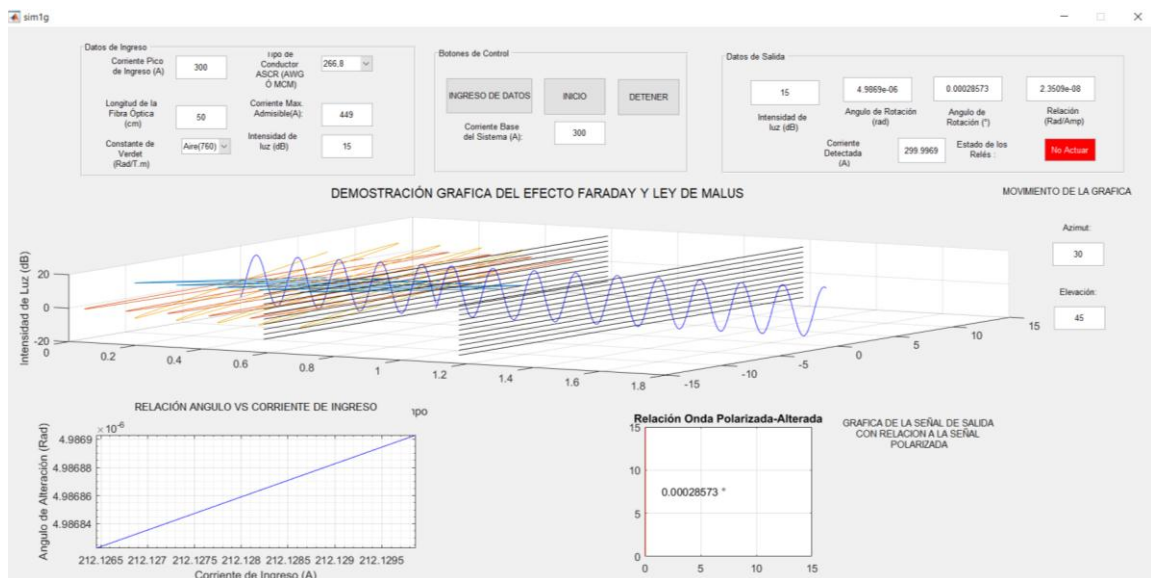 sim1g
Datos de Ingreso
Corriente Pico
de Ingreso (A)
300
Tipo de
Conductor
ASCR (AWG
Ó MCM)
266,8
Longitud de la
Fibra Óptica
(cm)
50
Corriente Max.
Admisible(A):
449
Constante de
Verdet
(Rad/T.m)
Aire(760)
Intensidad de
luz (dB)
15
Botones de Control
INGRESO DE DATOS
INICIO
DETENER
Corriente Base
del Sistema (A):
300
Datos de Salida
15
4.9869e-06
0.00028573
2.3509e-08
Intensidad de
luz (dB)
Angulo de Rotación
(rad)
Angulo de
Rotación (°)
Relación
(Rad/Amp)
Corriente
Detectada
(A)
299.9969
Estado de los
Relés :
No Actuar
DEMOSTRACIÓN GRAFICA DEL EFECTO FARADAY Y LEY DE MALUS
MOVIMIENTO DE LA GRAFICA
Azimut:
30
Elevación:
45
Intensidad de Luz (dB)
20
0
-20
0
0.2
0.4
0.6
0.8
1
1.2
1.4
1.6
1.8
-15
-10
-5
0
5
10
15
RELACIÓN ANGULO VS CORRIENTE DE INGRESO
Angulo de Alteración (Rad)
×10⁻⁶
4.9869
4.98688
4.98686
4.98684
212.1265 212.127 212.1275 212.128 212.1285 212.129 212.1295
Corriente de Ingreso (A)
Relación Onda Polarizada-Alterada
15
10
5
0
0.00028573 °
0 5 10 15
GRAFICA DE LA SEÑAL DE SALIDA
CON RELACION A LA SEÑAL
POLARIZADA